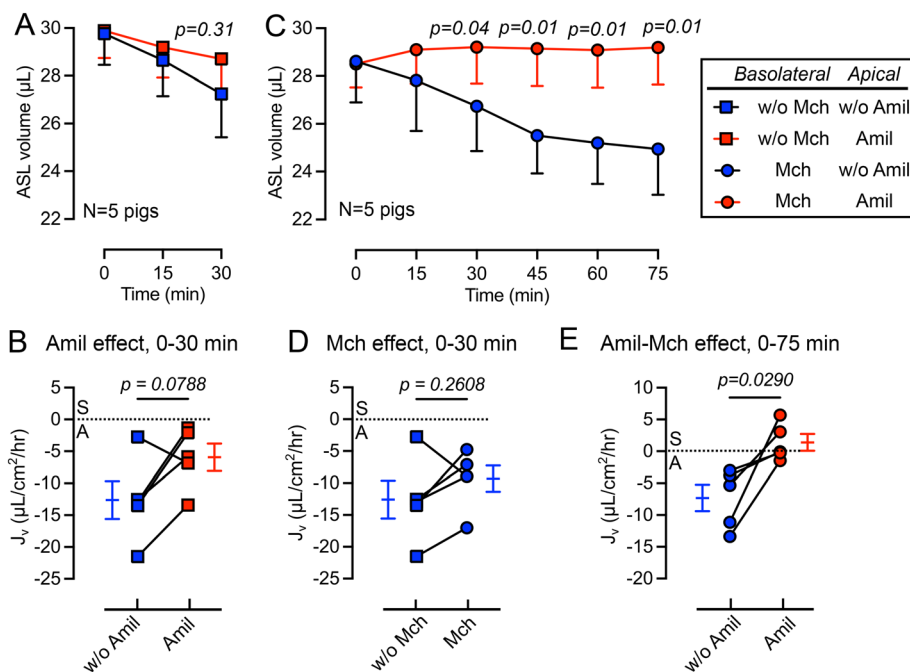 A
ASL volume (µL)
30
28
26
24
22
p=0.31
N=5 pigs
0 15 30
Time (min)
C
ASL volume (µL)
30
28
26
24
22
p=0.04 p=0.01 p=0.01 p=0.01
N=5 pigs
0 15 30 45 60 75
Time (min)
Basolateral Apical
w/o Mch w/o Amil
w/o Mch Amil
Mch w/o Amil
Mch Amil
B Amil effect, 0-30 min
p = 0.0788
Jv (µL/cm²/hr)
5
0
-5
-10
-15
-20
-25
S
A
w/o Amil Amil
D Mch effect, 0-30 min
p = 0.2608
Jv (µL/cm²/hr)
5
0
-5
-10
-15
-20
-25
S
A
w/o Mch Mch
E Amil-Mch effect, 0-75 min
p=0.0290
Jv (µL/cm²/hr)
10
5
0
-5
-10
-15
-20
S
A
w/o Amil Amil